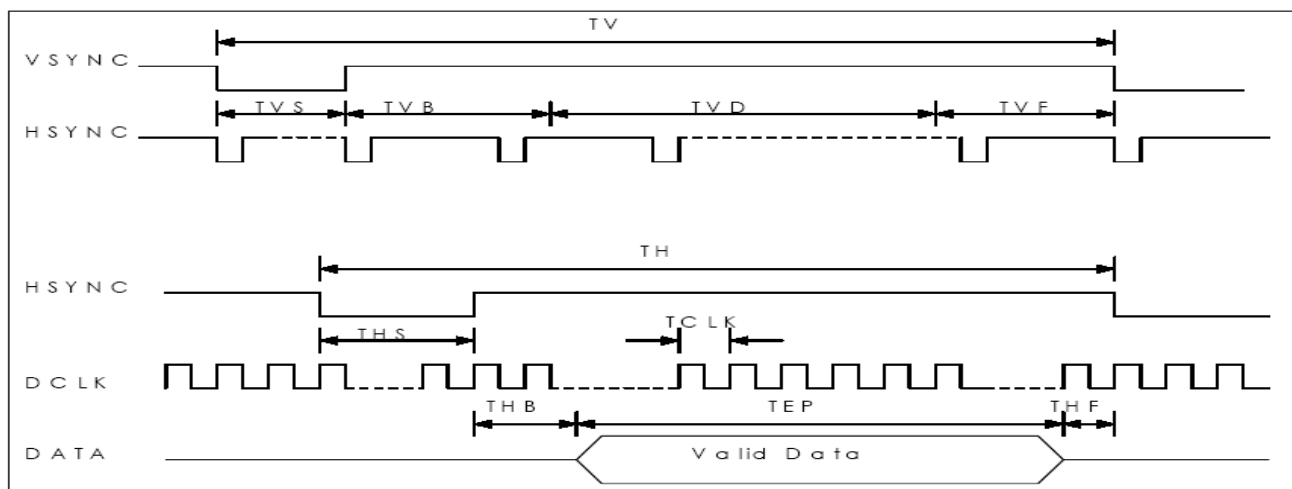 TV
VSYNC
TVS TVB TVD TVF
HSYNC
TH
HSYNC
TCLK
THS
DCLK
THB TEP THF
DATA Valid Data